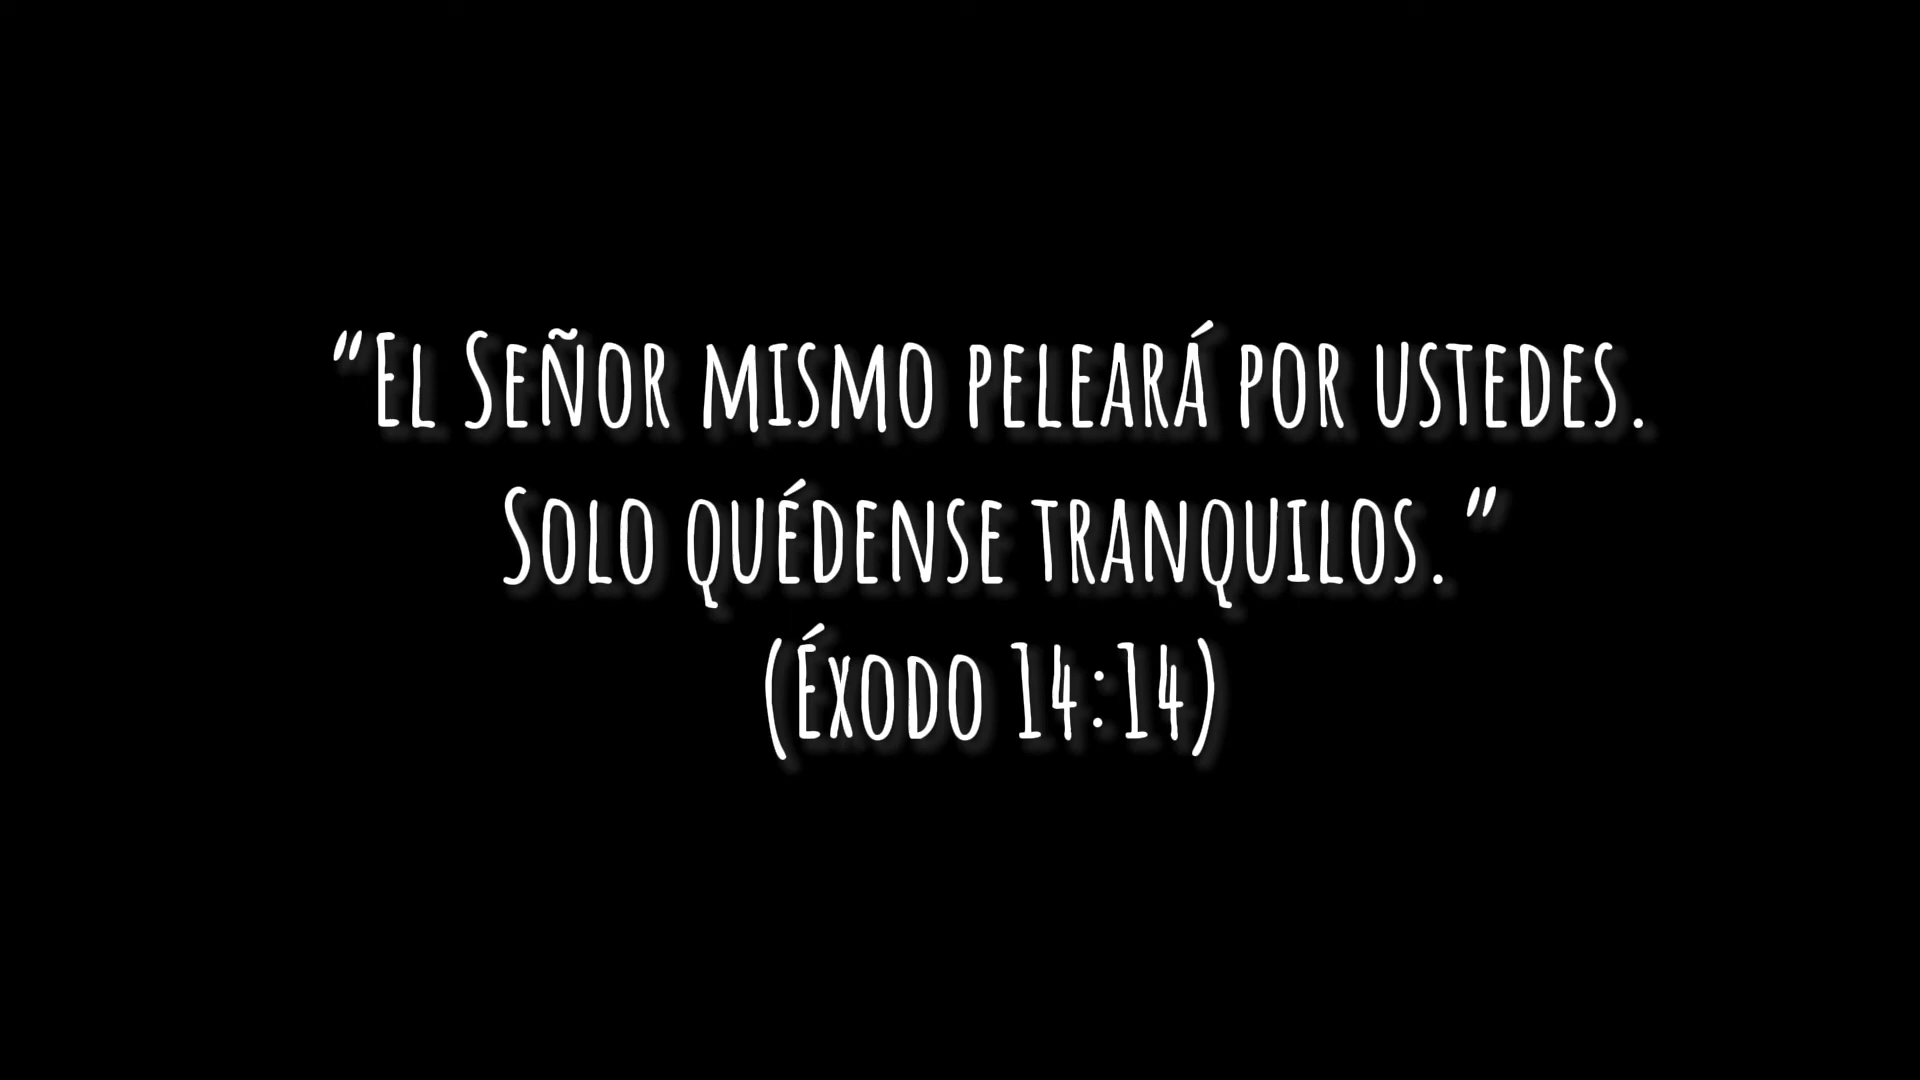 “El Señor mismo peleará por ustedes.
Solo quédense tranquilos.”
(Éxodo 14:14)